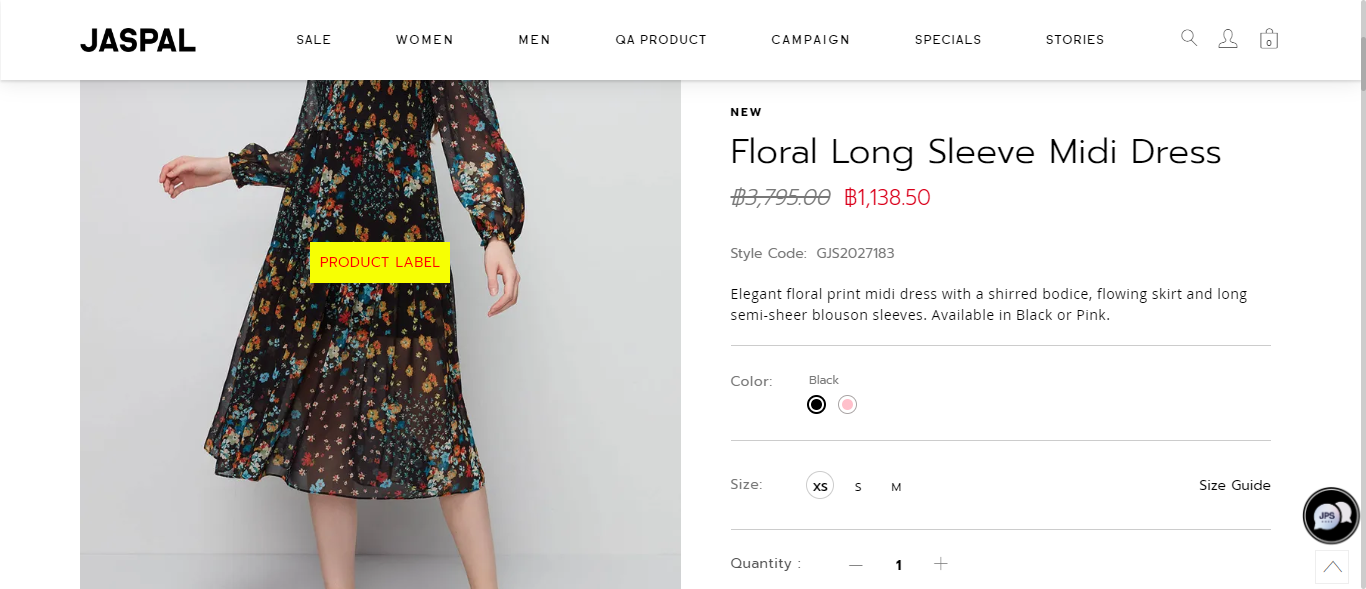 JASPAL
SALE
WOMEN
MEN
QA PRODUCT
CAMPAIGN
SPECIALS
STORIES
0
PRODUCT LABEL
NEW
Floral Long Sleeve Midi Dress
฿3,795.00 ฿1,138.50
Style Code: GJS2027183
Elegant floral print midi dress with a shirred bodice, flowing skirt and long
semi-sheer blouson sleeves. Available in Black or Pink.
Color: Black
Size: XS S M Size Guide
Quantity : — 1 +
JPS